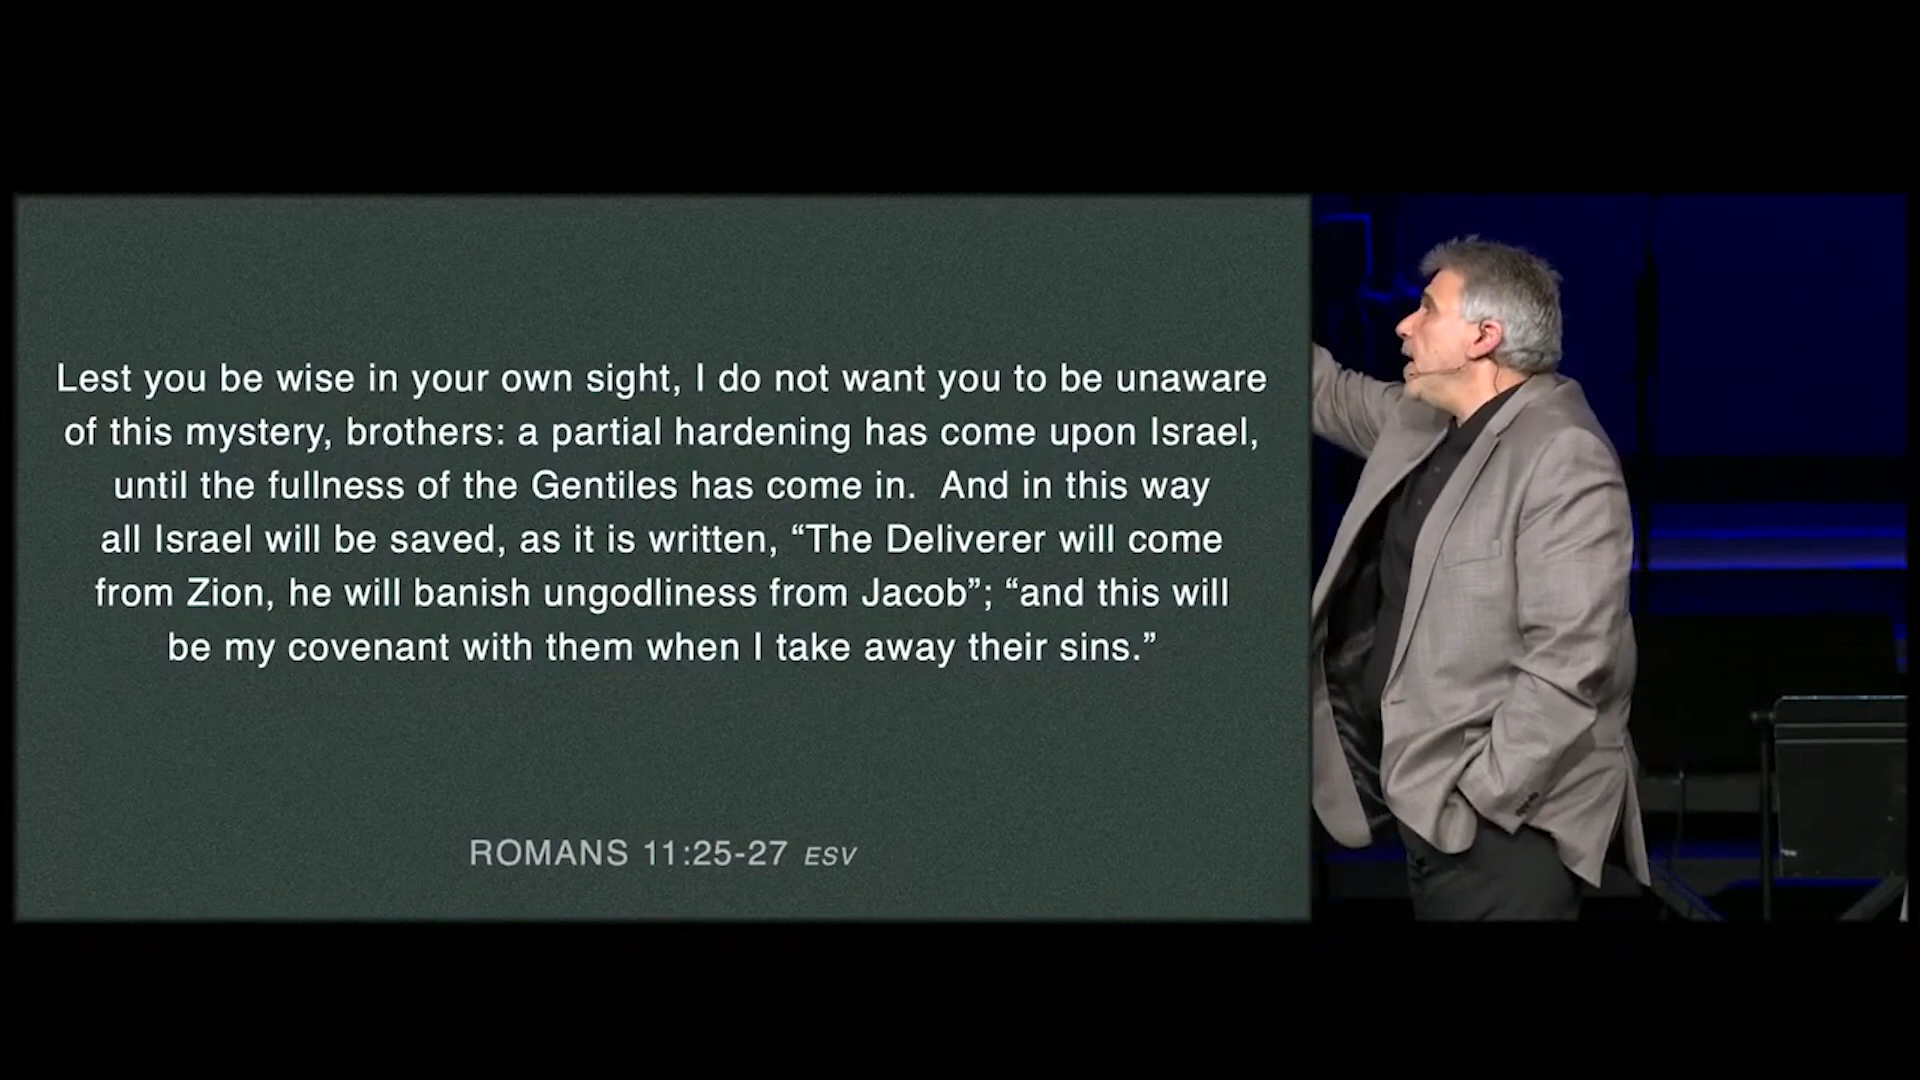 Lest you be wise in your own sight, I do not want you to be unaware
of this mystery, brothers: a partial hardening has come upon Israel,
until the fullness of the Gentiles has come in.  And in this way
all Israel will be saved, as it is written, “The Deliverer will come
from Zion, he will banish ungodliness from Jacob”; “and this will
be my covenant with them when I take away their sins.”
ROMANS 11:25-27 ESV